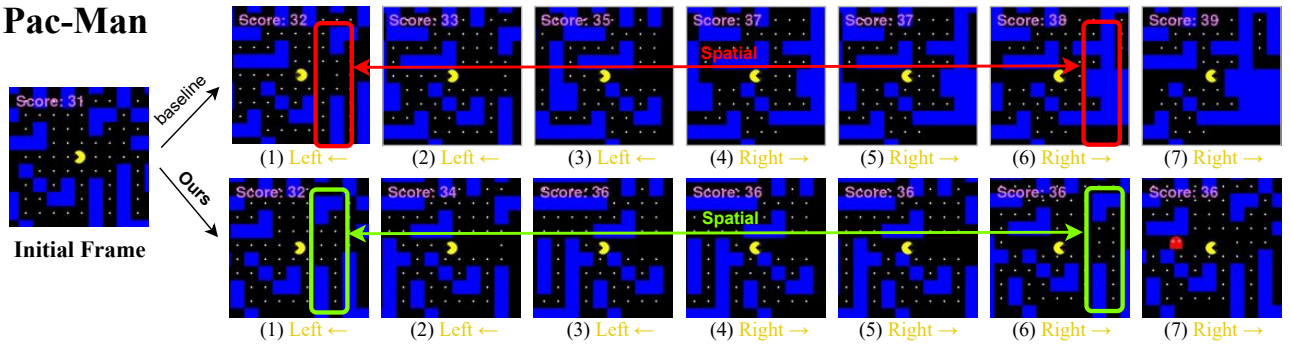 Pac-Man
Score: 31
Initial Frame
baseline
Ours
Score: 32
Score: 33
Score: 35
Score: 37
Score: 37
Score: 38
Score: 39
Spatial
(1) Left ←
(2) Left ←
(3) Left ←
(4) Right →
(5) Right →
(6) Right →
(7) Right →
Score: 32
Score: 34
Score: 36
Score: 36
Score: 36
Score: 36
Score: 36
Spatial
(1) Left ←
(2) Left ←
(3) Left ←
(4) Right →
(5) Right →
(6) Right →
(7) Right →